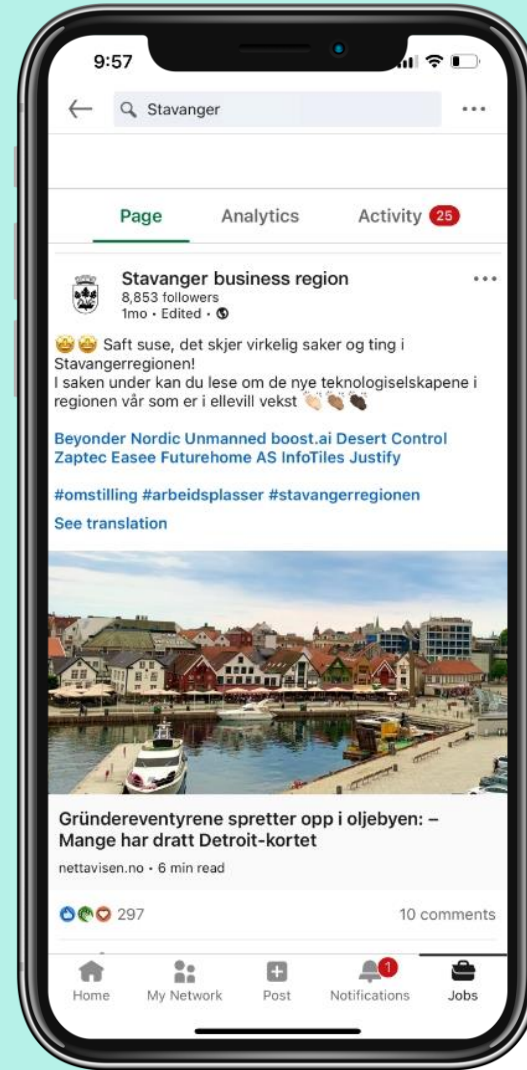 9:57
Stavanger
Page Analytics Activity 25
Stavanger business region
8,853 followers
1mo • Edited •
🤩🤩 Saft suse, det skjer virkelig saker og ting i
Stavangerregionen!
I saken under kan du lese om de nye teknologiselskapene i
regionen vår som er i ellevill vekst 👏🏻👏🏽👏🏿
Beyonder Nordic Unmanned boost.ai Desert Control
Zaptec Easee Futurehome AS InfoTiles Justify
#omstilling #arbeidsplasser #stavangerregionen
See translation
Gründereventyrene spretter opp i oljebyen: –
Mange har dratt Detroit-kortet
nettavisen.no • 6 min read
297 10 comments
1
Home My Network Post Notifications Jobs